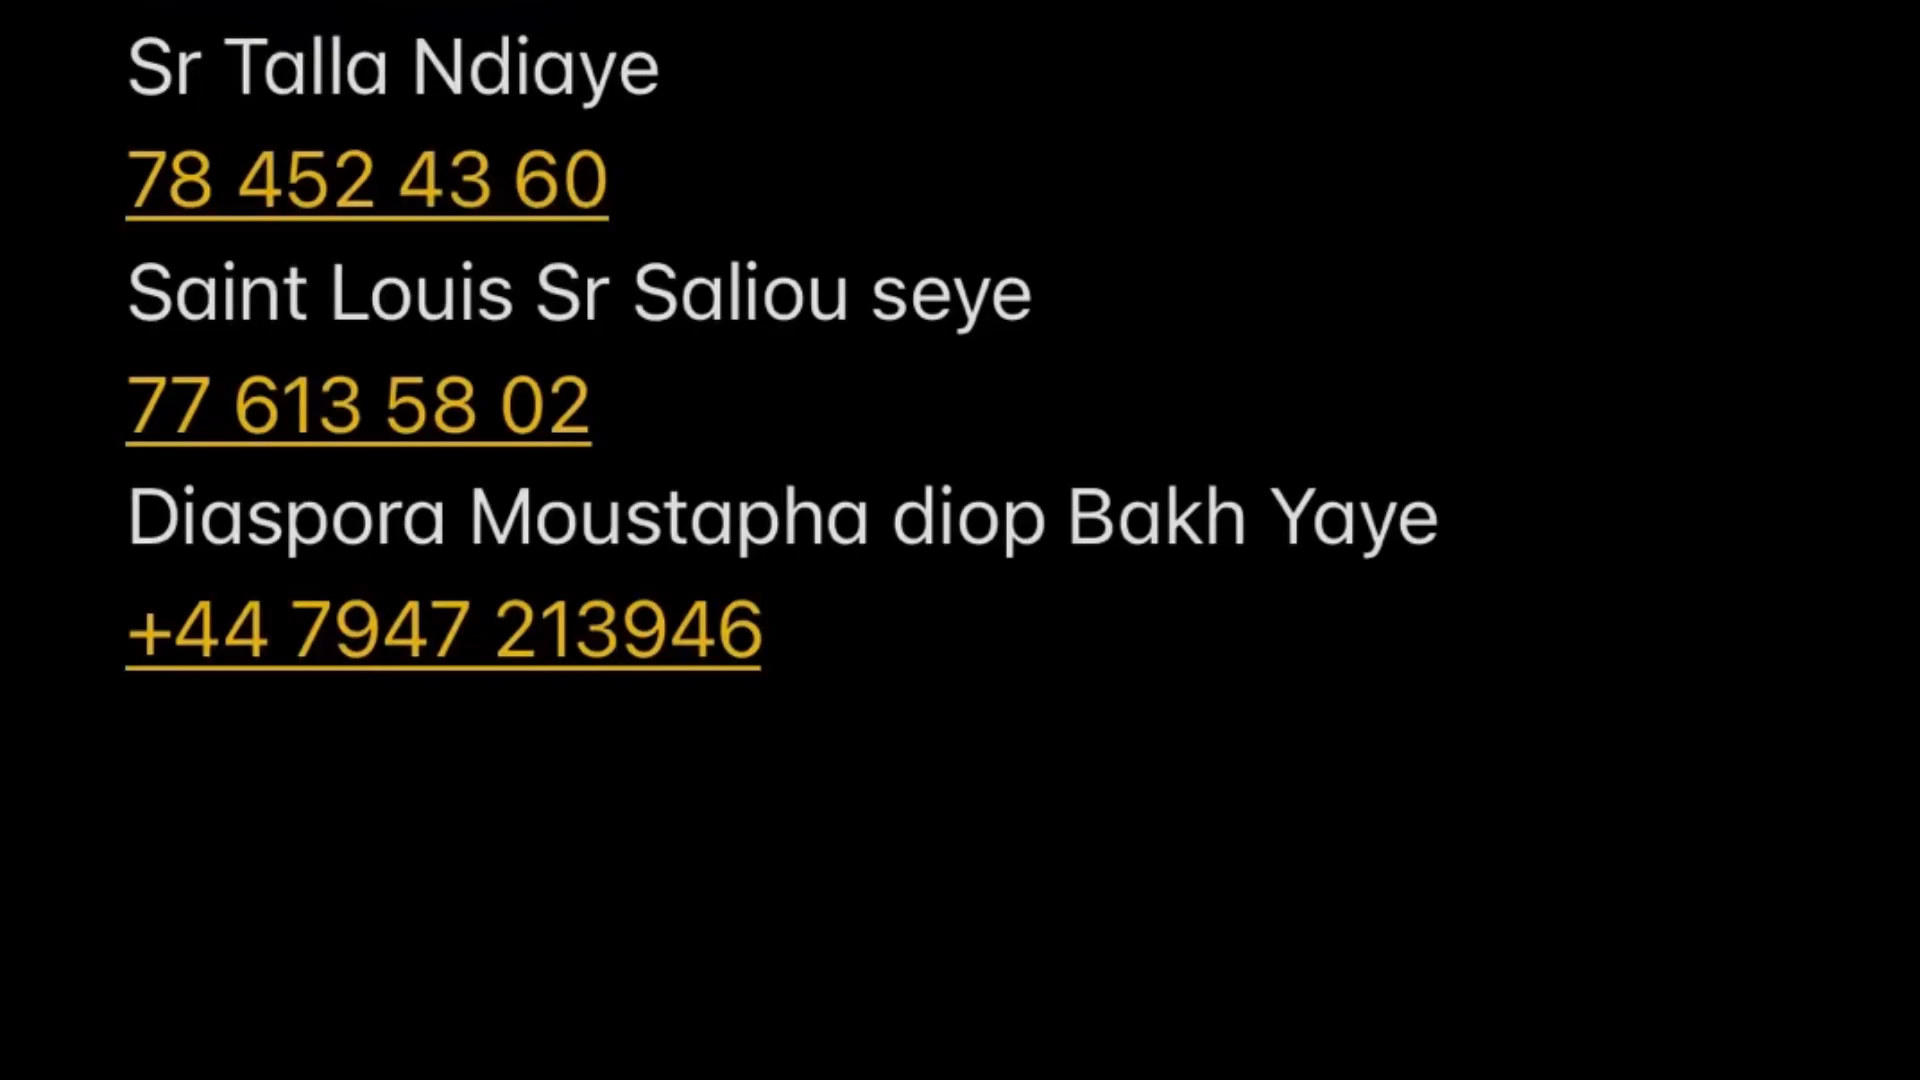 Sr Talla Ndiaye
78 452 43 60
Saint Louis Sr Saliou seye
77 613 58 02
Diaspora Moustapha diop Bakh Yaye
+44 7947 213946